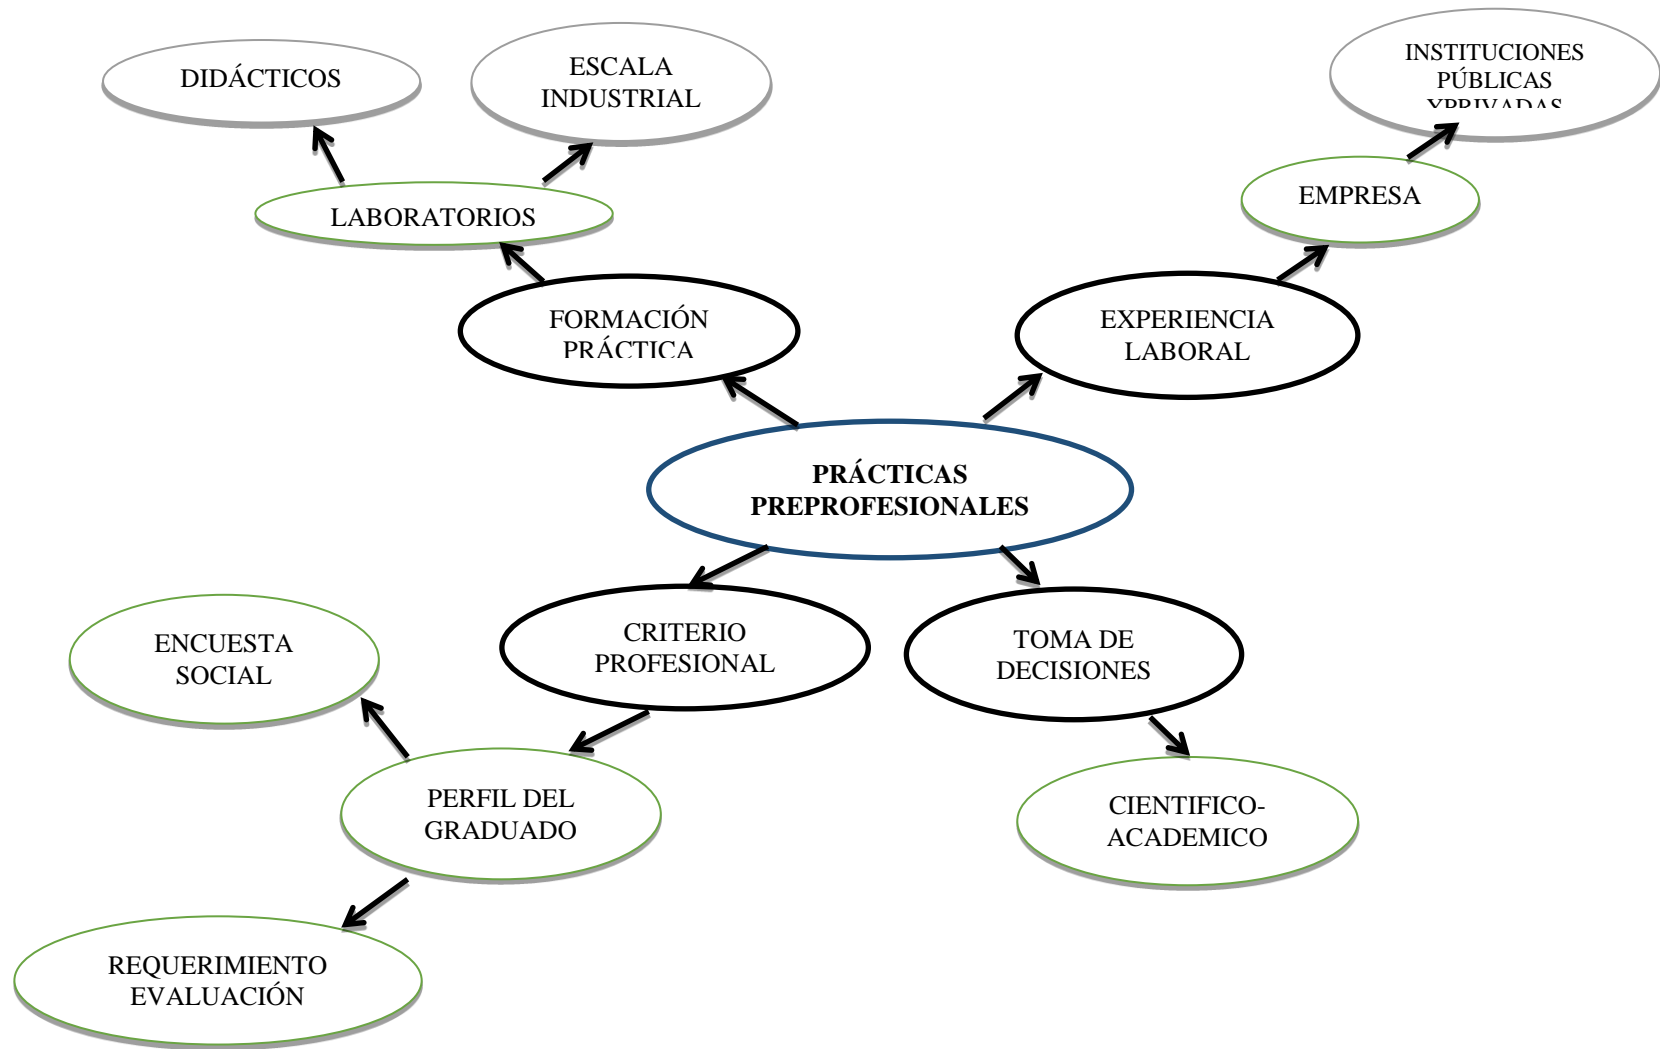 DIDÁCTICOS
ESCALA
INDUSTRIAL
INSTITUCIONES
PÚBLICAS
YPRIVADAS
LABORATORIOS
EMPRESA
FORMACIÓN
PRÁCTICA
EXPERIENCIA
LABORAL
PRÁCTICAS
PREPROFESIONALES
CRITERIO
PROFESIONAL
TOMA DE
DECISIONES
ENCUESTA
SOCIAL
PERFIL DEL
GRADUADO
CIENTIFICO-
ACADEMICO
REQUERIMIENTO
EVALUACIÓN